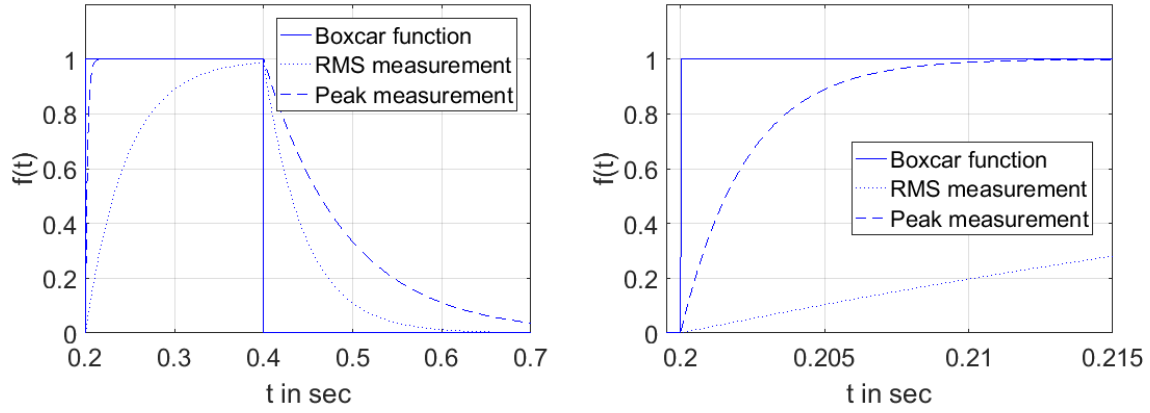 Boxcar function
RMS measurement
Peak measurement
1
0.8
0.6
0.4
0.2
0
f(t)
0.2 0.3 0.4 0.5 0.6 0.7
t in sec
Boxcar function
RMS measurement
Peak measurement
1
0.8
0.6
0.4
0.2
0
f(t)
0.2 0.205 0.21 0.215
t in sec